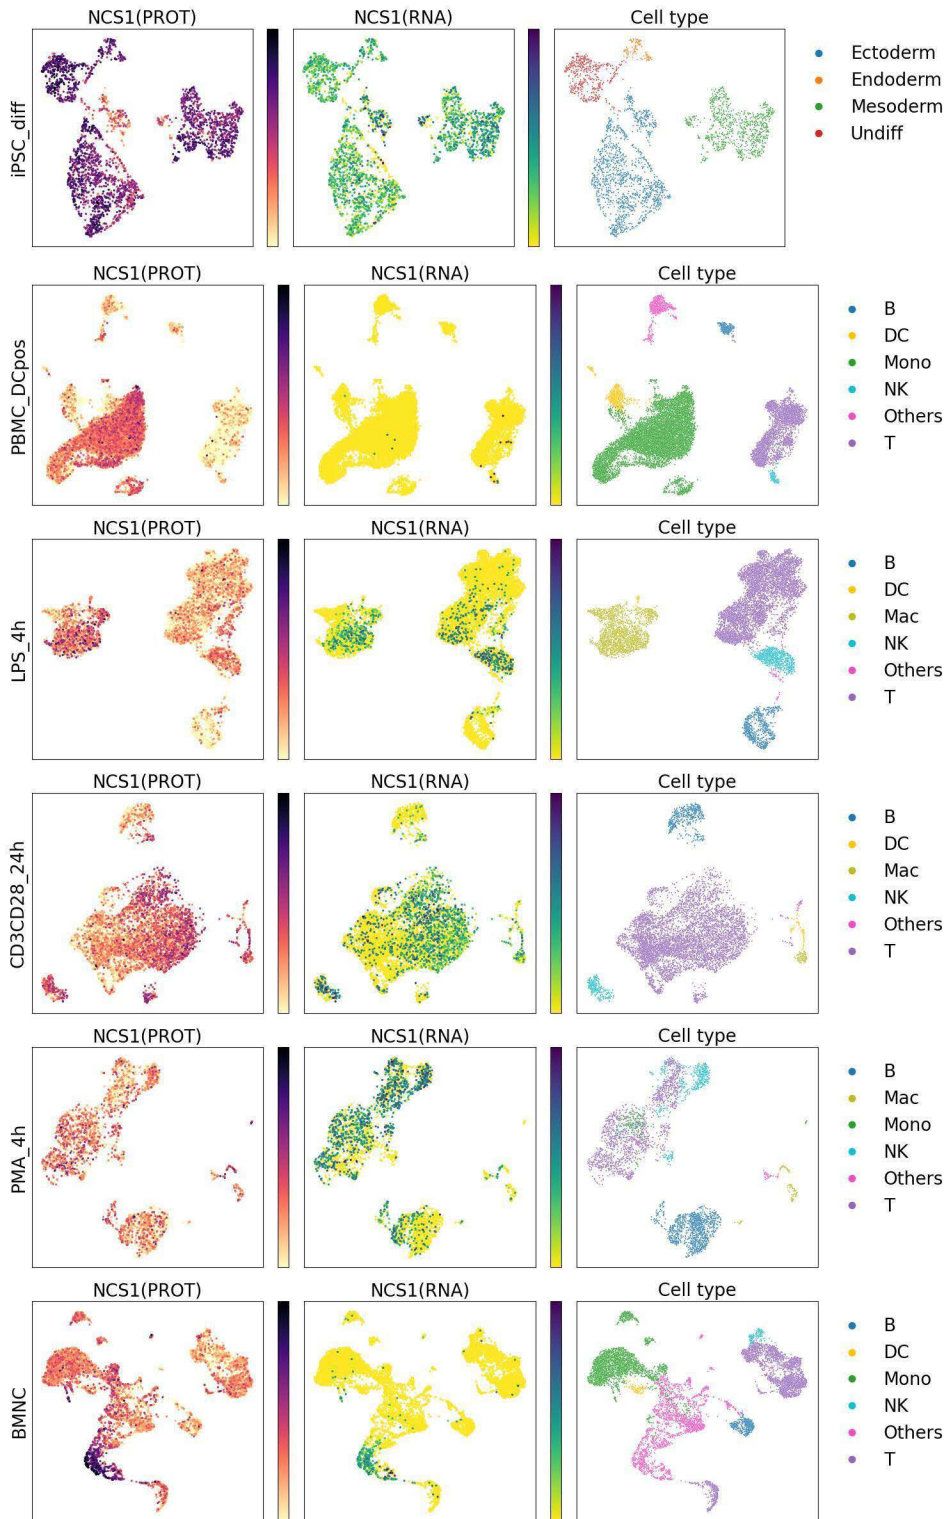 NCS1(PROT) NCS1(RNA) Cell type
iPSC_diff
Ectoderm
Endoderm
Mesoderm
Undiff
NCS1(PROT) NCS1(RNA) Cell type
PBMC_DCpos
B
DC
Mono
NK
Others
T
NCS1(PROT) NCS1(RNA) Cell type
LPS_4h
B
DC
Mac
NK
Others
T
NCS1(PROT) NCS1(RNA) Cell type
CD3CD28_24h
B
DC
Mac
NK
Others
T
NCS1(PROT) NCS1(RNA) Cell type
PMA_4h
B
Mac
Mono
NK
Others
T
NCS1(PROT) NCS1(RNA) Cell type
BMNC
B
DC
Mono
NK
Others
T